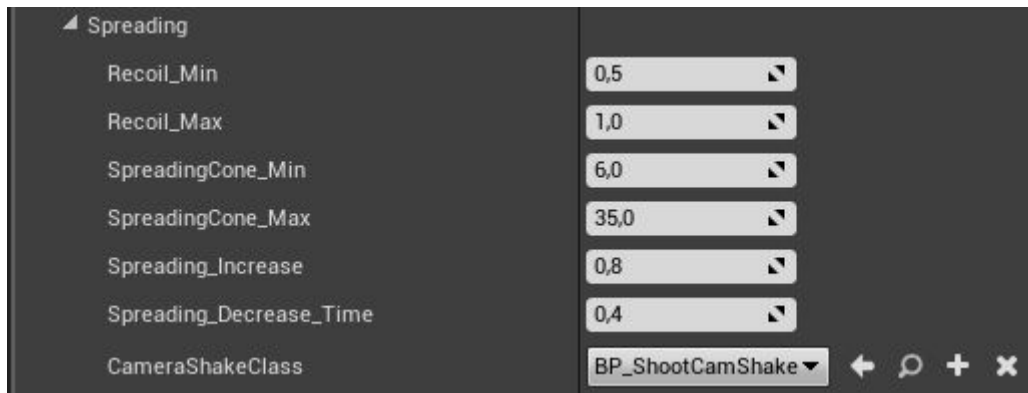 Spreading
Recoil_Min 0,5
Recoil_Max 1,0
SpreadingCone_Min 6,0
SpreadingCone_Max 35,0
Spreading_Increase 0,8
Spreading_Decrease_Time 0,4
CameraShakeClass BP_ShootCamShake